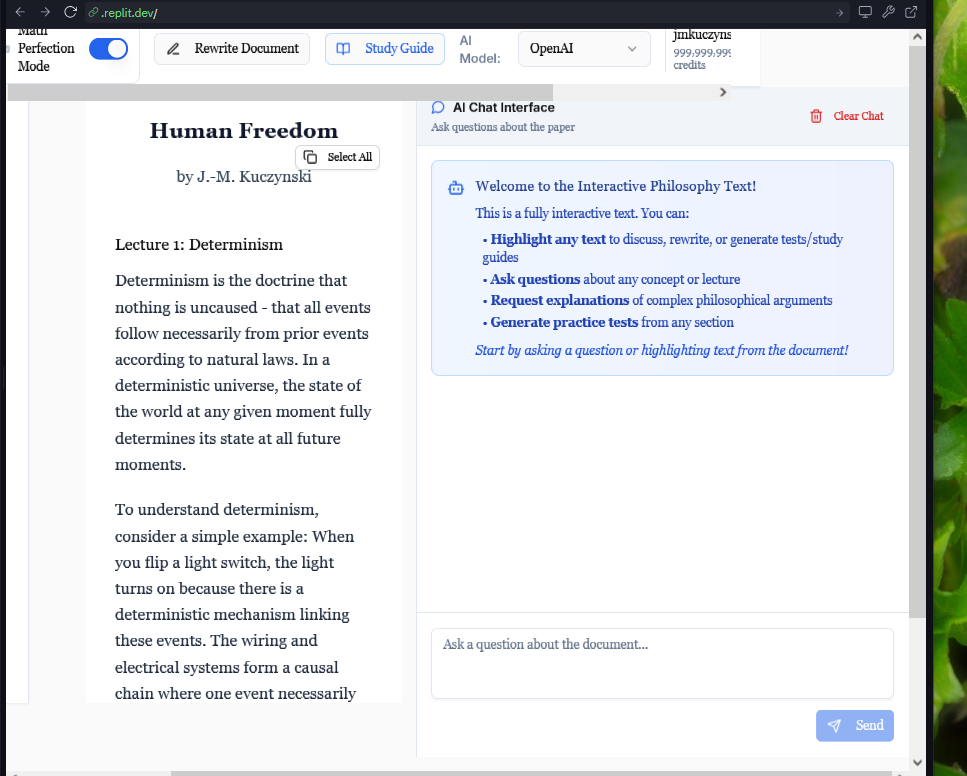 .replit.dev/
Math
Perfection
Mode
Rewrite Document
Study Guide
AI
Model:
OpenAI
jmkuczyns
999,999,999
credits
Human Freedom
Select All
by J.-M. Kuczynski
Lecture 1: Determinism
Determinism is the doctrine that
nothing is uncaused - that all events
follow necessarily from prior events
according to natural laws. In a
deterministic universe, the state of
the world at any given moment fully
determines its state at all future
moments.
To understand determinism,
consider a simple example: When
you flip a light switch, the light
turns on because there is a
deterministic mechanism linking
these events. The wiring and
electrical systems form a causal
chain where one event necessarily
AI Chat Interface
Ask questions about the paper
Clear Chat
Welcome to the Interactive Philosophy Text!
This is a fully interactive text. You can:
• Highlight any text to discuss, rewrite, or generate tests/study
guides
• Ask questions about any concept or lecture
• Request explanations of complex philosophical arguments
• Generate practice tests from any section
Start by asking a question or highlighting text from the document!
Ask a question about the document...
Send